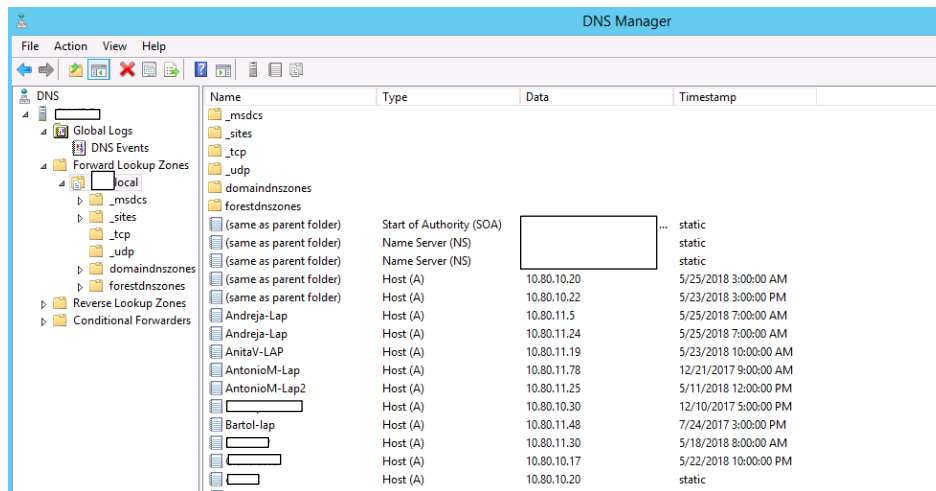 DNS Manager
File Action View Help
DNS
Global Logs
DNS Events
Forward Lookup Zones
local
_msdcs
_sites
_tcp
_udp
domaindnszones
forestdnszones
Reverse Lookup Zones
Conditional Forwarders
Name Type Data Timestamp
_msdcs
_sites
_tcp
_udp
domaindnszones
forestdnszones
(same as parent folder) Start of Authority (SOA) ... static
(same as parent folder) Name Server (NS) static
(same as parent folder) Name Server (NS) static
(same as parent folder) Host (A) 10.80.10.20 5/25/2018 3:00:00 AM
(same as parent folder) Host (A) 10.80.10.22 5/23/2018 3:00:00 PM
Andreja-Lap Host (A) 10.80.11.5 5/25/2018 7:00:00 AM
Andreja-Lap Host (A) 10.80.11.24 5/25/2018 7:00:00 AM
AnitaV-LAP Host (A) 10.80.11.19 5/23/2018 10:00:00 AM
AntonioM-Lap Host (A) 10.80.11.78 12/21/2017 9:00:00 AM
AntonioM-Lap2 Host (A) 10.80.11.25 5/11/2018 12:00:00 PM
Host (A) 10.80.10.30 12/10/2017 5:00:00 PM
Bartol-lap Host (A) 10.80.11.48 7/24/2017 3:00:00 PM
Host (A) 10.80.11.30 5/18/2018 8:00:00 AM
Host (A) 10.80.10.17 5/22/2018 10:00:00 PM
Host (A) 10.80.10.20 static